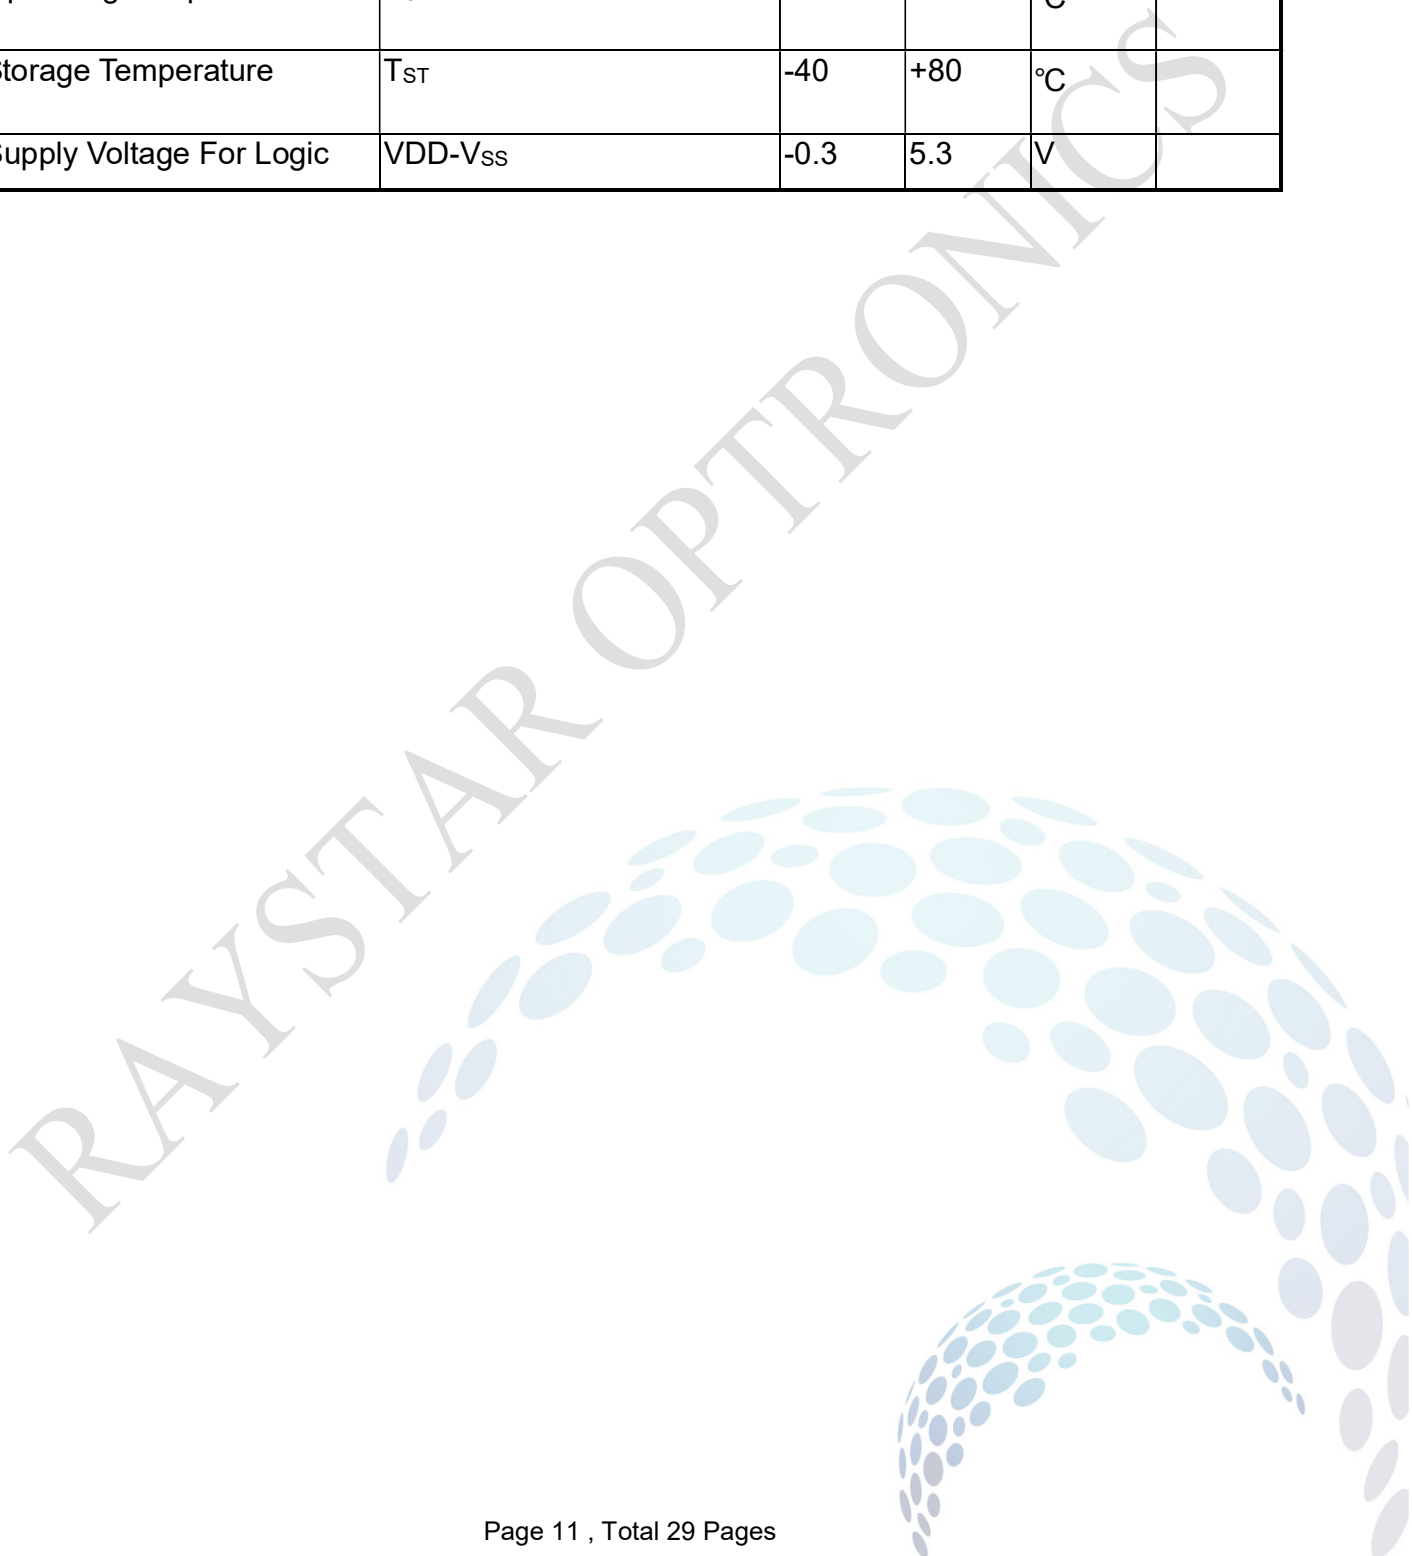 ℃
Storage Temperature TST -40 +80 ℃
Supply Voltage For Logic VDD-VSS -0.3 5.3 V
RAYSTAR OPTRONICS
Page 11 , Total 29 Pages